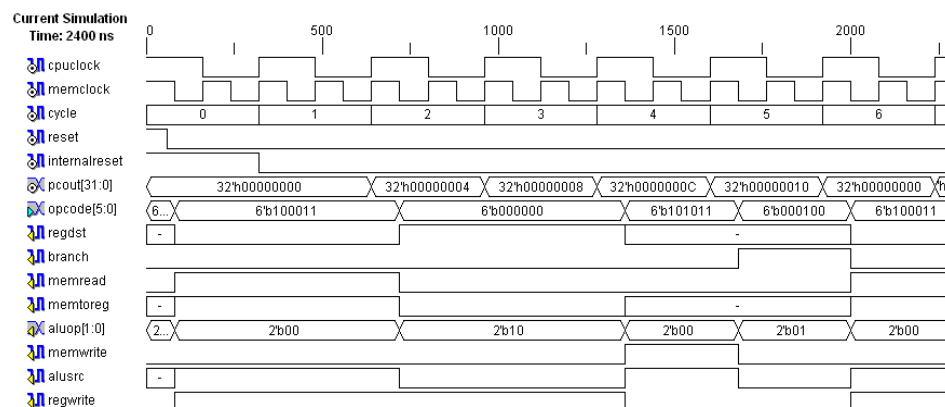 Current Simulation
Time: 2400 ns
0 500 1000 1500 2000
cpuclock
memclock
cycle 0 1 2 3 4 5 6
reset
internalreset
pcout[31:0] 32'h00000000 32'h00000004 32'h00000008 32'h0000000C 32'h00000010 32'h00000000
opcode[5:0] 6... 6'b100011 6'b000000 6'b101011 6'b000100 6'b100011
regdst - -
branch
memread
memtoreg - -
aluop[1:0] 2... 2'b00 2'b10 2'b00 2'b01 2'b00
memwrite
alusrc -
regwrite